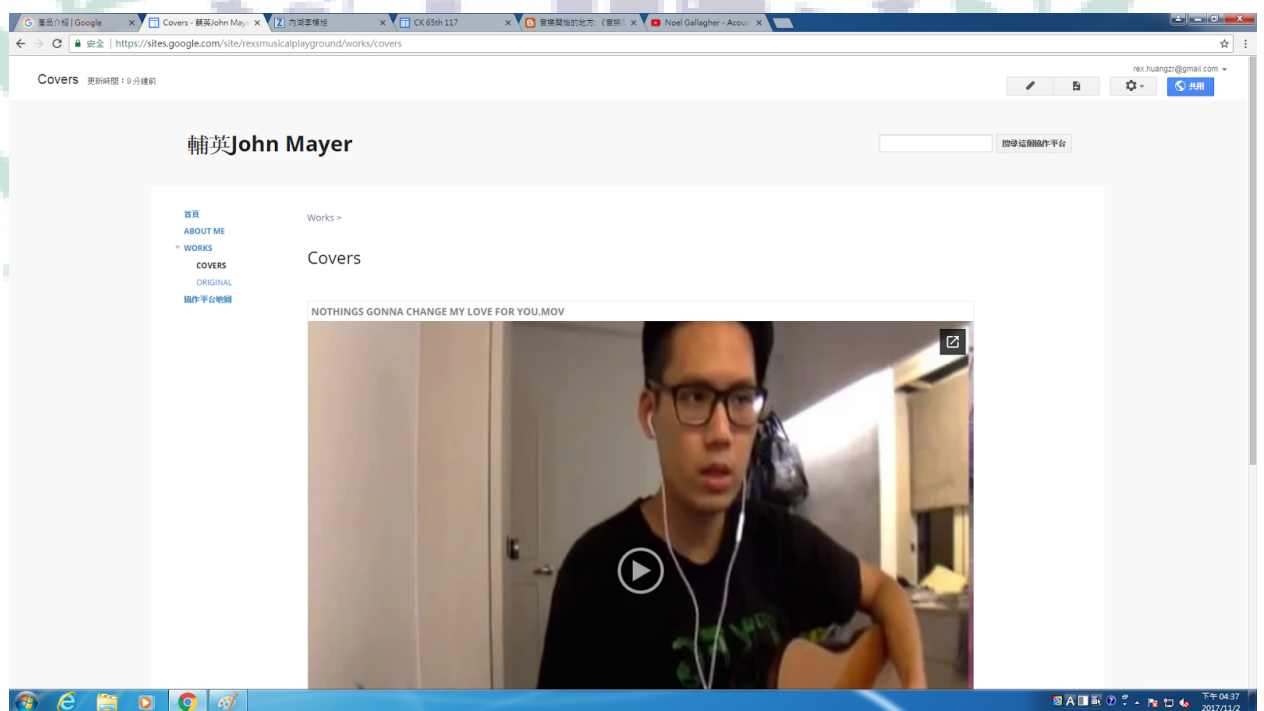 產品介紹 | Google
Covers - 輔英John Maye
內湖李棟旭
CK 65th 117
音樂開始的地方:《音樂
Noel Gallagher - Acous
安全 | https://sites.google.com/site/rexsmusicalplayground/works/covers
rex.huangzr@gmail.com
Covers 更新時間:9 分鐘前
共用
輔英John Mayer
搜尋這個協作平台
首頁
ABOUT ME
WORKS
COVERS
ORIGINAL
協作平台地圖
Works >
Covers
NOTHINGS GONNA CHANGE MY LOVE FOR YOU.MOV
下午 04:37
2017/11/2